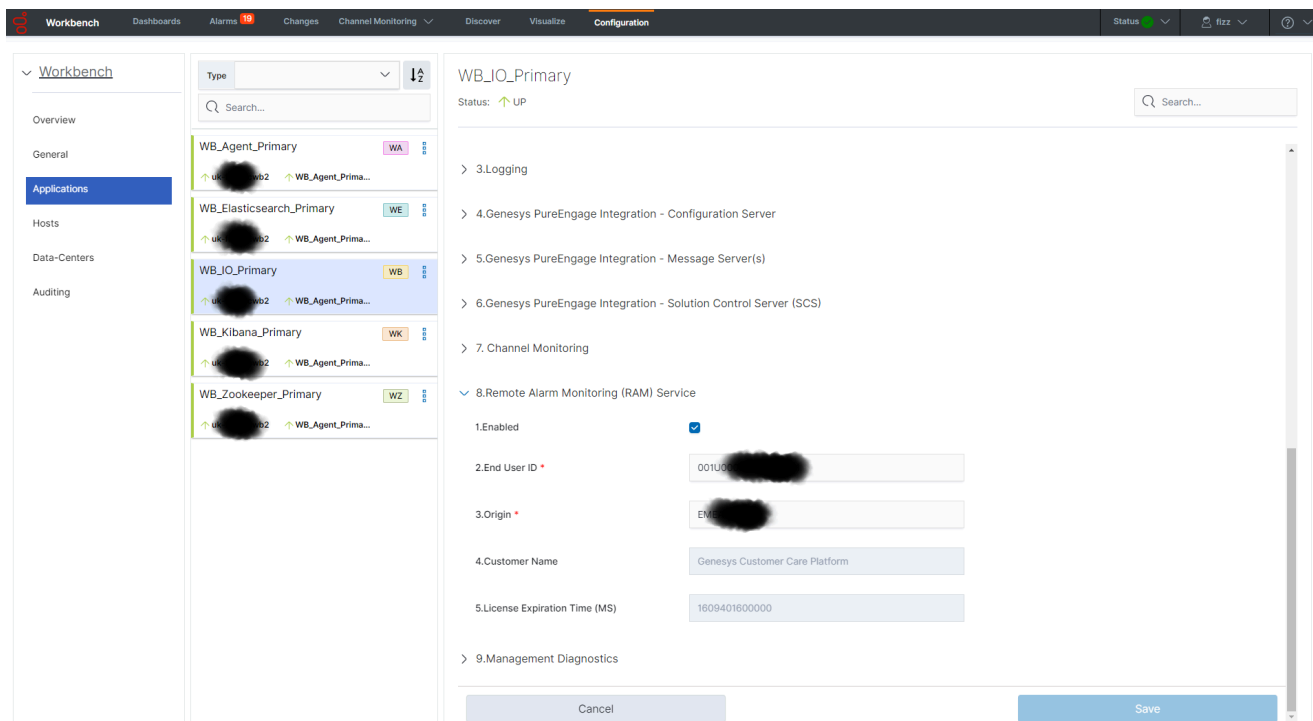 Workbench Dashboards Alarms 19 Changes Channel Monitoring Discover Visualize Configuration Status fizz
Workbench
Overview
General
Applications
Hosts
Data-Centers
Auditing
Type
Search...
WB_Agent_Primary WA
WB_Agent_Prima...
WB_Elasticsearch_Primary WE
WB_Agent_Prima...
WB_IO_Primary WB
WB_Agent_Prima...
WB_Kibana_Primary WK
WB_Agent_Prima...
WB_Zookeeper_Primary WZ
WB_Agent_Prima...
WB_IO_Primary
Status: UP
Search...
3.Logging
4.Genesys PureEngage Integration - Configuration Server
5.Genesys PureEngage Integration - Message Server(s)
6.Genesys PureEngage Integration - Solution Control Server (SCS)
7. Channel Monitoring
8.Remote Alarm Monitoring (RAM) Service
1.Enabled
2.End User ID *
3.Origin *
4.Customer Name Genesys Customer Care Platform
5.License Expiration Time (MS) 1609401600000
9.Management Diagnostics
Cancel Save